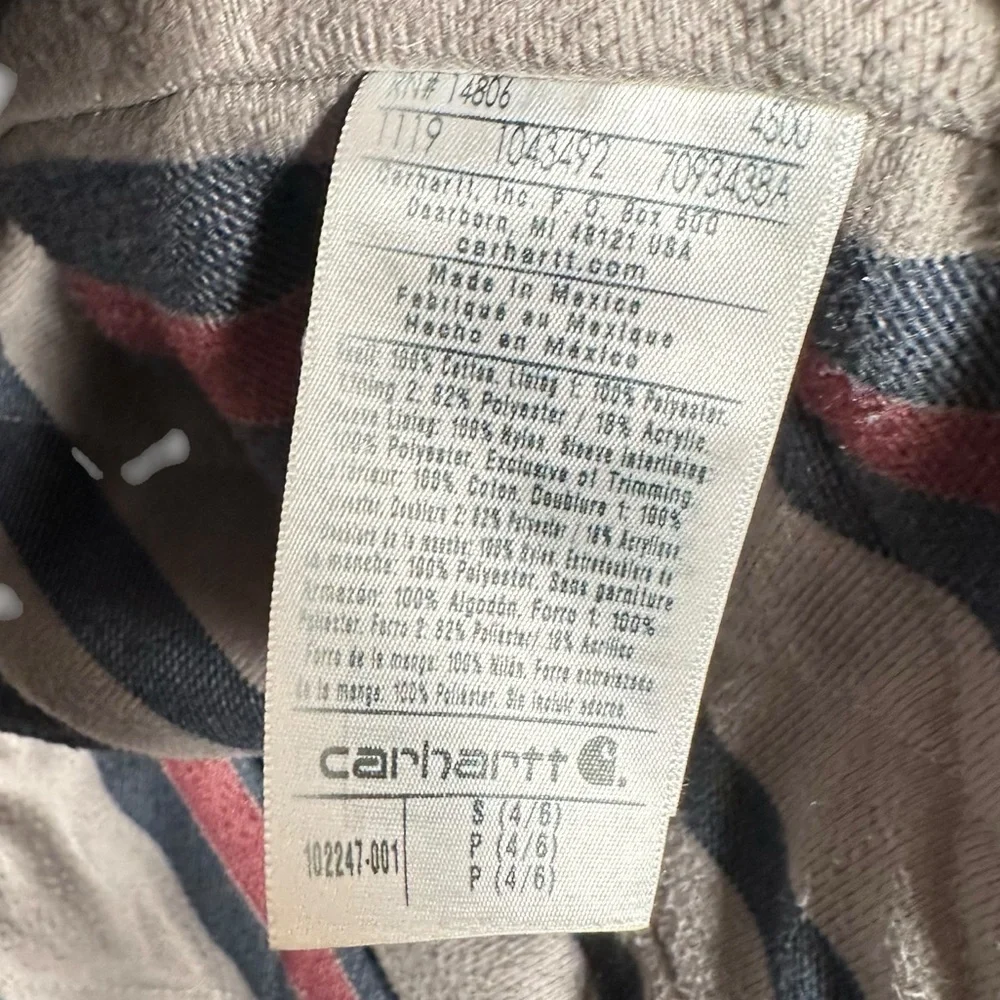 RN# 14806 4500
1119 1043492 7093438A
Carhartt, Inc. P. O. Box 600
Dearborn, MI 48121 USA
carhartt.com
Made in Mexico
Fabriqué au Mexique
Hecho en México
100% Cotton, Lining 1: 100% Polyester
Lining 2: 82% Polyester / 18% Acrylic
Lining: 100% Nylon, Sleeve interlining
100% Polyester, Exclusive of Trimming
100% Coton, Doublure 1: 100%
Doublure 2: 82% Polyester / 18% Acrylique
Doublure de la manche: 100% Nylon, Entredoublure de
la manche: 100% Polyester, Sans garniture
Armazón: 100% Algodón, Forro 1: 100%
Poliéster, Forro 2: 82% Poliéster/ 18% Acrílico
Forro de la manga: 100% Nilón, Forro entrelazado
de la manga: 100% Poliéster, Sin incluir adorno.
carhartt
102247-001
S (4/6)
P (4/6)
P (4/6)